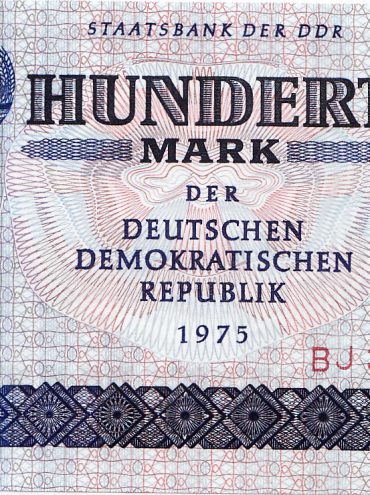 STAATSBANK DER DDR
HUNDERT
MARK
DER
DEUTSCHEN
DEMOKRATISCHEN
REPUBLIK
1975
BJ